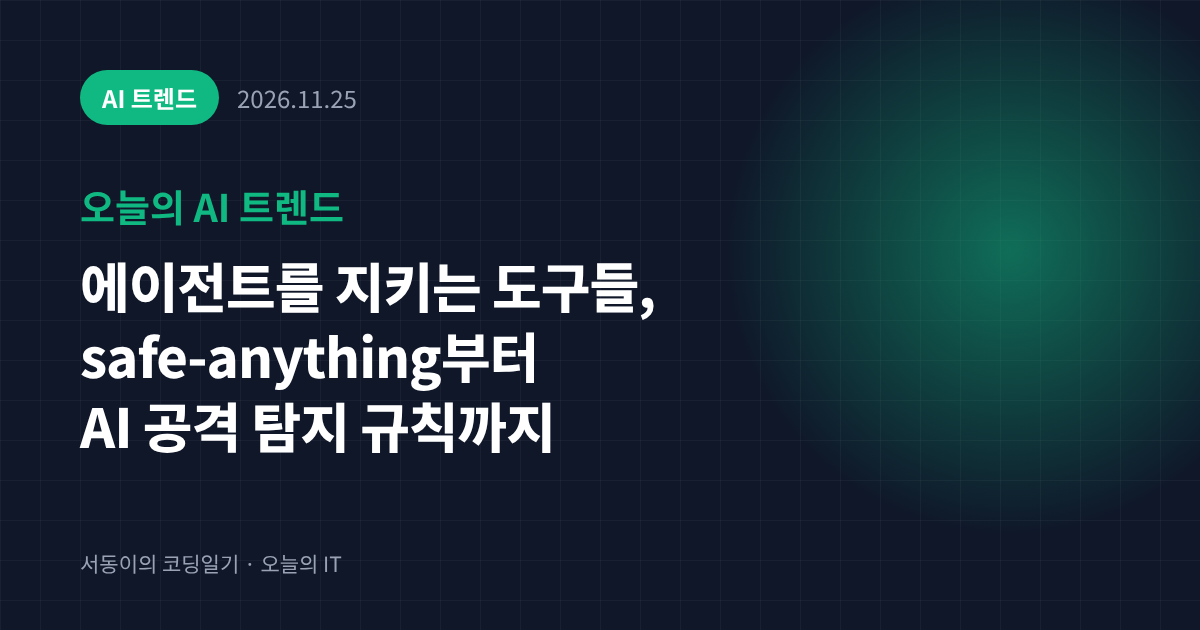 AI 트렌드 2026.11.25
오늘의 AI 트렌드
에이전트를 지키는 도구들,
safe-anything부터
AI 공격 탐지 규칙까지
서동이의 코딩일기 · 오늘의 IT